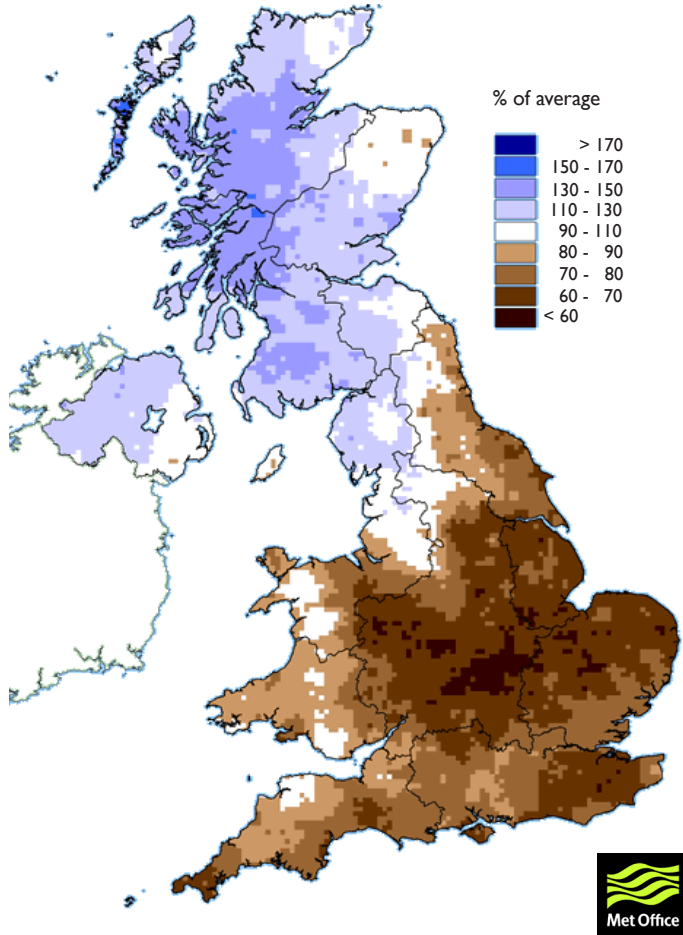 % of average
> 170
150 - 170
130 - 150
110 - 130
90 - 110
80 - 90
70 - 80
60 - 70
< 60
Met Office